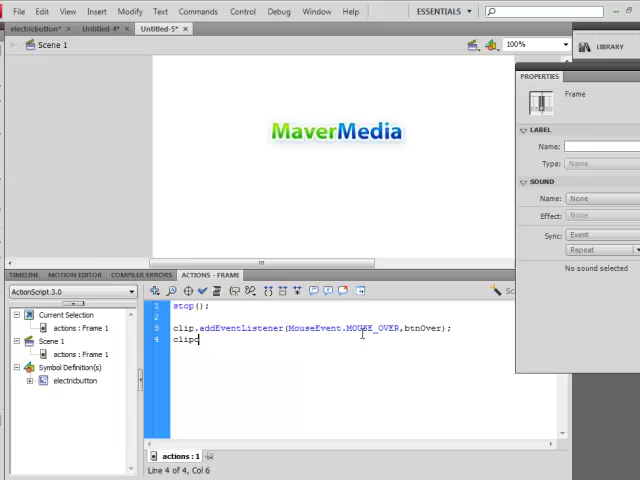 File Edit View Insert Modify Text Commands Control Debug Window Help ESSENTIALS
electricbutton* × Untitled-4* × Untitled-5* ×
Scene 1 100%
LIBRARY
PROPERTIES
Frame
LABEL
Name:
Type: Name
SOUND
Name: None
Effect: None
Sync: Event
Repeat
No sound selected
MaverMedia
TIMELINE MOTION EDITOR COMPILER ERRORS ACTIONS - FRAME
ActionScript 3.0
Current Selection
actions : Frame 1
Scene 1
actions : Frame 1
Symbol Definition(s)
electricbutton
1 stop();
2
3 clip.addEventListener(MouseEvent.MOUSE_OVER,btnOver);
4 clipc
actions : 1
Line 4 of 4, Col 6